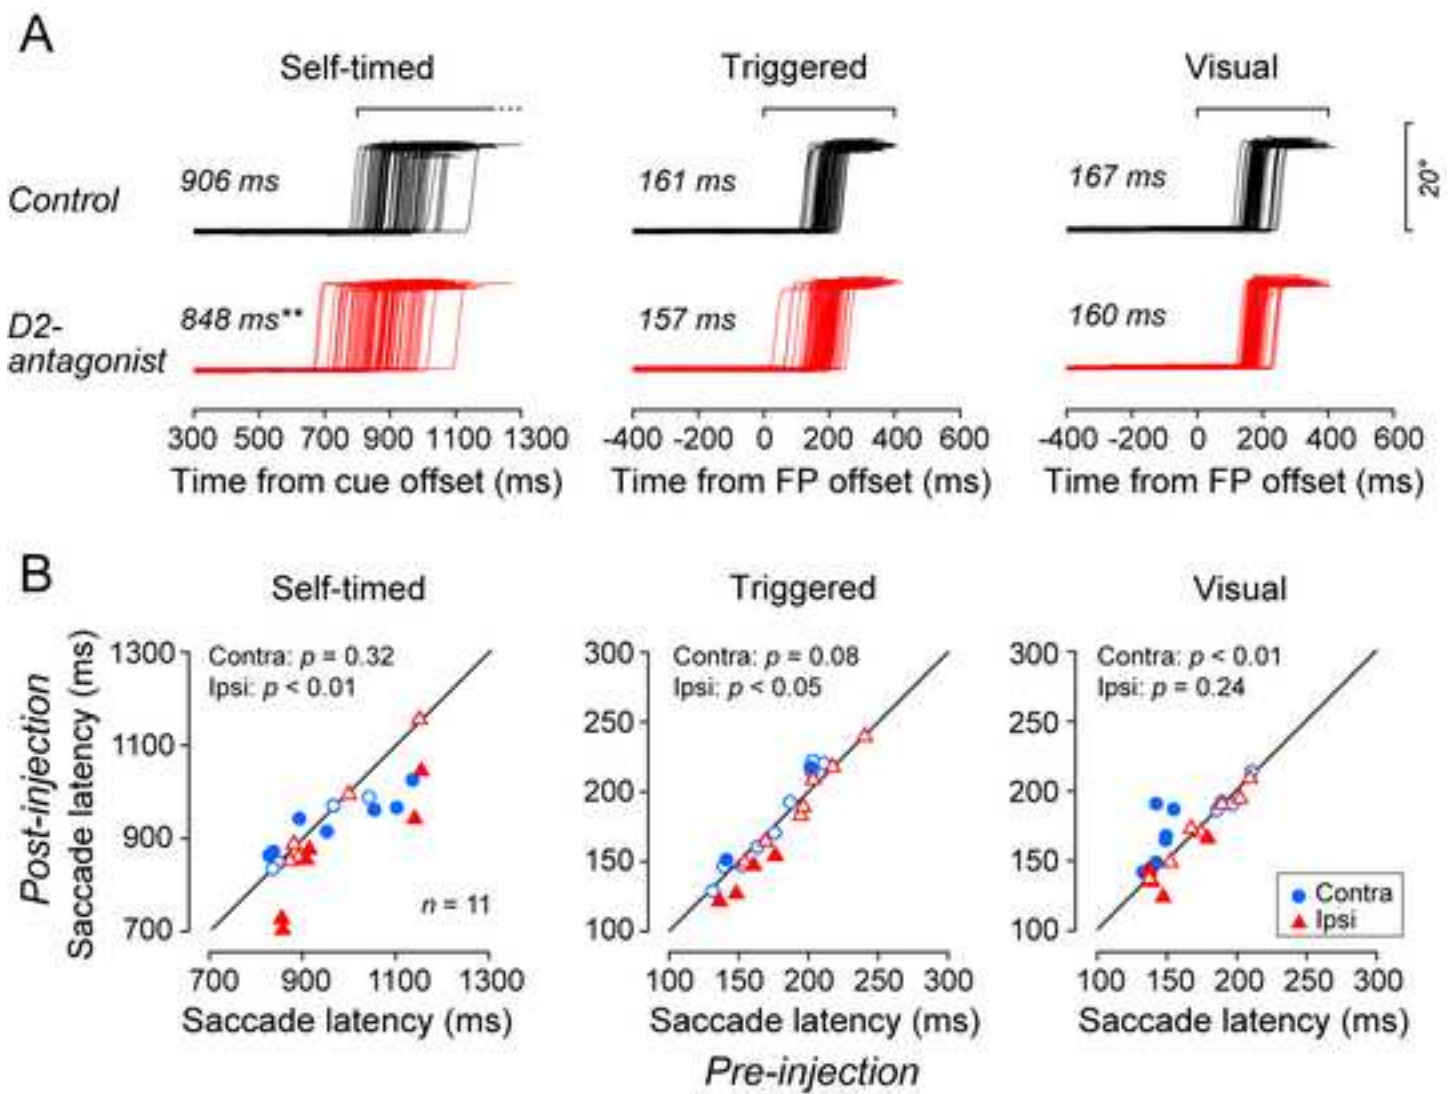 A
Self-timed
Triggered
Visual
Control
906 ms
161 ms
167 ms
20°
D2-
antagonist
848 ms**
157 ms
160 ms
300 500 700 900 1100 1300
-400 -200 0 200 400 600
-400 -200 0 200 400 600
Time from cue offset (ms)
Time from FP offset (ms)
Time from FP offset (ms)
B
Self-timed
Triggered
Visual
Post-injection
Saccade latency (ms)
1300
1100
900
700
Contra: p = 0.32
Ipsi: p < 0.01
n = 11
700 900 1100 1300
Saccade latency (ms)
300
250
200
150
100
Contra: p = 0.08
Ipsi: p < 0.05
100 150 200 250 300
Saccade latency (ms)
300
250
200
150
100
Contra: p < 0.01
Ipsi: p = 0.24
Contra
Ipsi
100 150 200 250 300
Saccade latency (ms)
Pre-injection